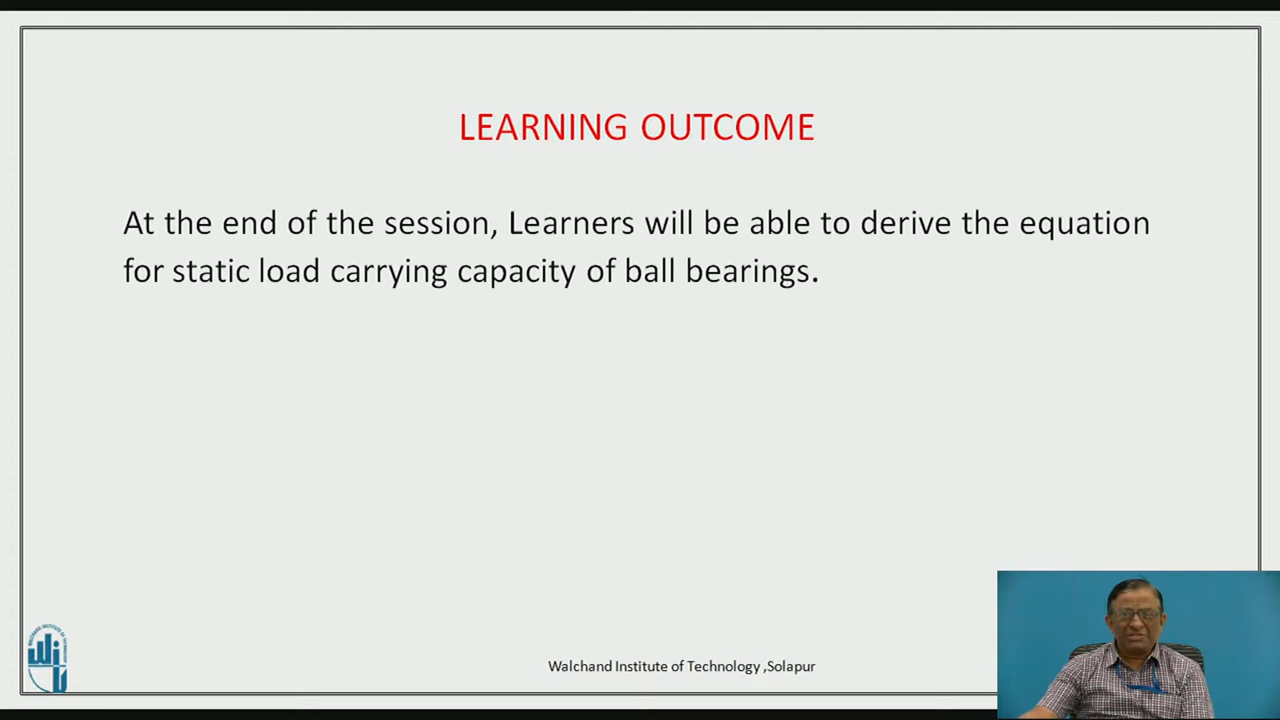 LEARNING OUTCOME
At the end of the session, Learners will be able to derive the equation
for static load carrying capacity of ball bearings.
Walchand Institute of Technology ,Solapur